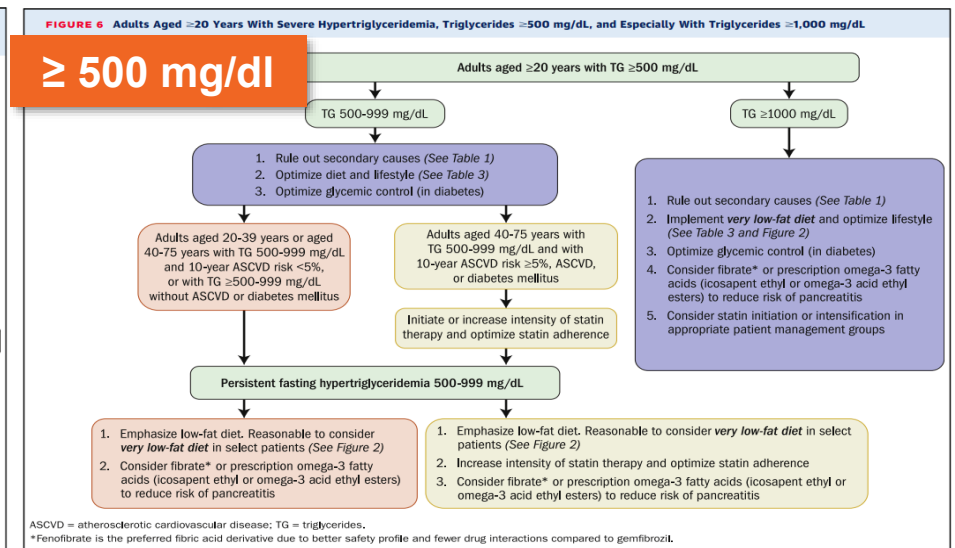 FIGURE 6 Adults Aged ≥20 Years With Severe Hypertriglyceridemia, Triglycerides ≥500 mg/dL, and Especially With Triglycerides ≥1,000 mg/dL
≥ 500 mg/dl
Adults aged ≥20 years with TG ≥500 mg/dL
TG 500-999 mg/dL
TG ≥1000 mg/dL
1. Rule out secondary causes (See Table 1)
2. Optimize diet and lifestyle (See Table 3)
3. Optimize glycemic control (in diabetes)
1. Rule out secondary causes (See Table 1)
2. Implement very low-fat diet and optimize lifestyle
(See Table 3 and Figure 2)
3. Optimize glycemic control (in diabetes)
4. Consider fibrate* or prescription omega-3 fatty
acids (icosapent ethyl or omega-3 acid ethyl
esters) to reduce risk of pancreatitis
5. Consider statin initiation or intensification in
appropriate patient management groups
Adults aged 20-39 years or aged
40-75 years with TG 500-999 mg/dL
and 10-year ASCVD risk <5%,
or with TG ≥500-999 mg/dL
without ASCVD or diabetes mellitus
Adults aged 40-75 years with
TG 500-999 mg/dL and with
10-year ASCVD risk ≥5%, ASCVD,
or diabetes mellitus
Initiate or increase intensity of statin
therapy and optimize statin adherence
Persistent fasting hypertriglyceridemia 500-999 mg/dL
1. Emphasize low-fat diet. Reasonable to consider
very low-fat diet in select patients (See Figure 2)
2. Consider fibrate* or prescription omega-3 fatty
acids (icosapent ethyl or omega-3 acid ethyl esters)
to reduce risk of pancreatitis
1. Emphasize low-fat diet. Reasonable to consider very low-fat diet in select
patients (See Figure 2)
2. Increase intensity of statin therapy and optimize statin adherence
3. Consider fibrate* or prescription omega-3 fatty acids (icosapent ethyl or
omega-3 acid ethyl esters) to reduce risk of pancreatitis
ASCVD = atherosclerotic cardiovascular disease; TG = triglycerides.
*Fenofibrate is the preferred fibric acid derivative due to better safety profile and fewer drug interactions compared to gemfibrozil.